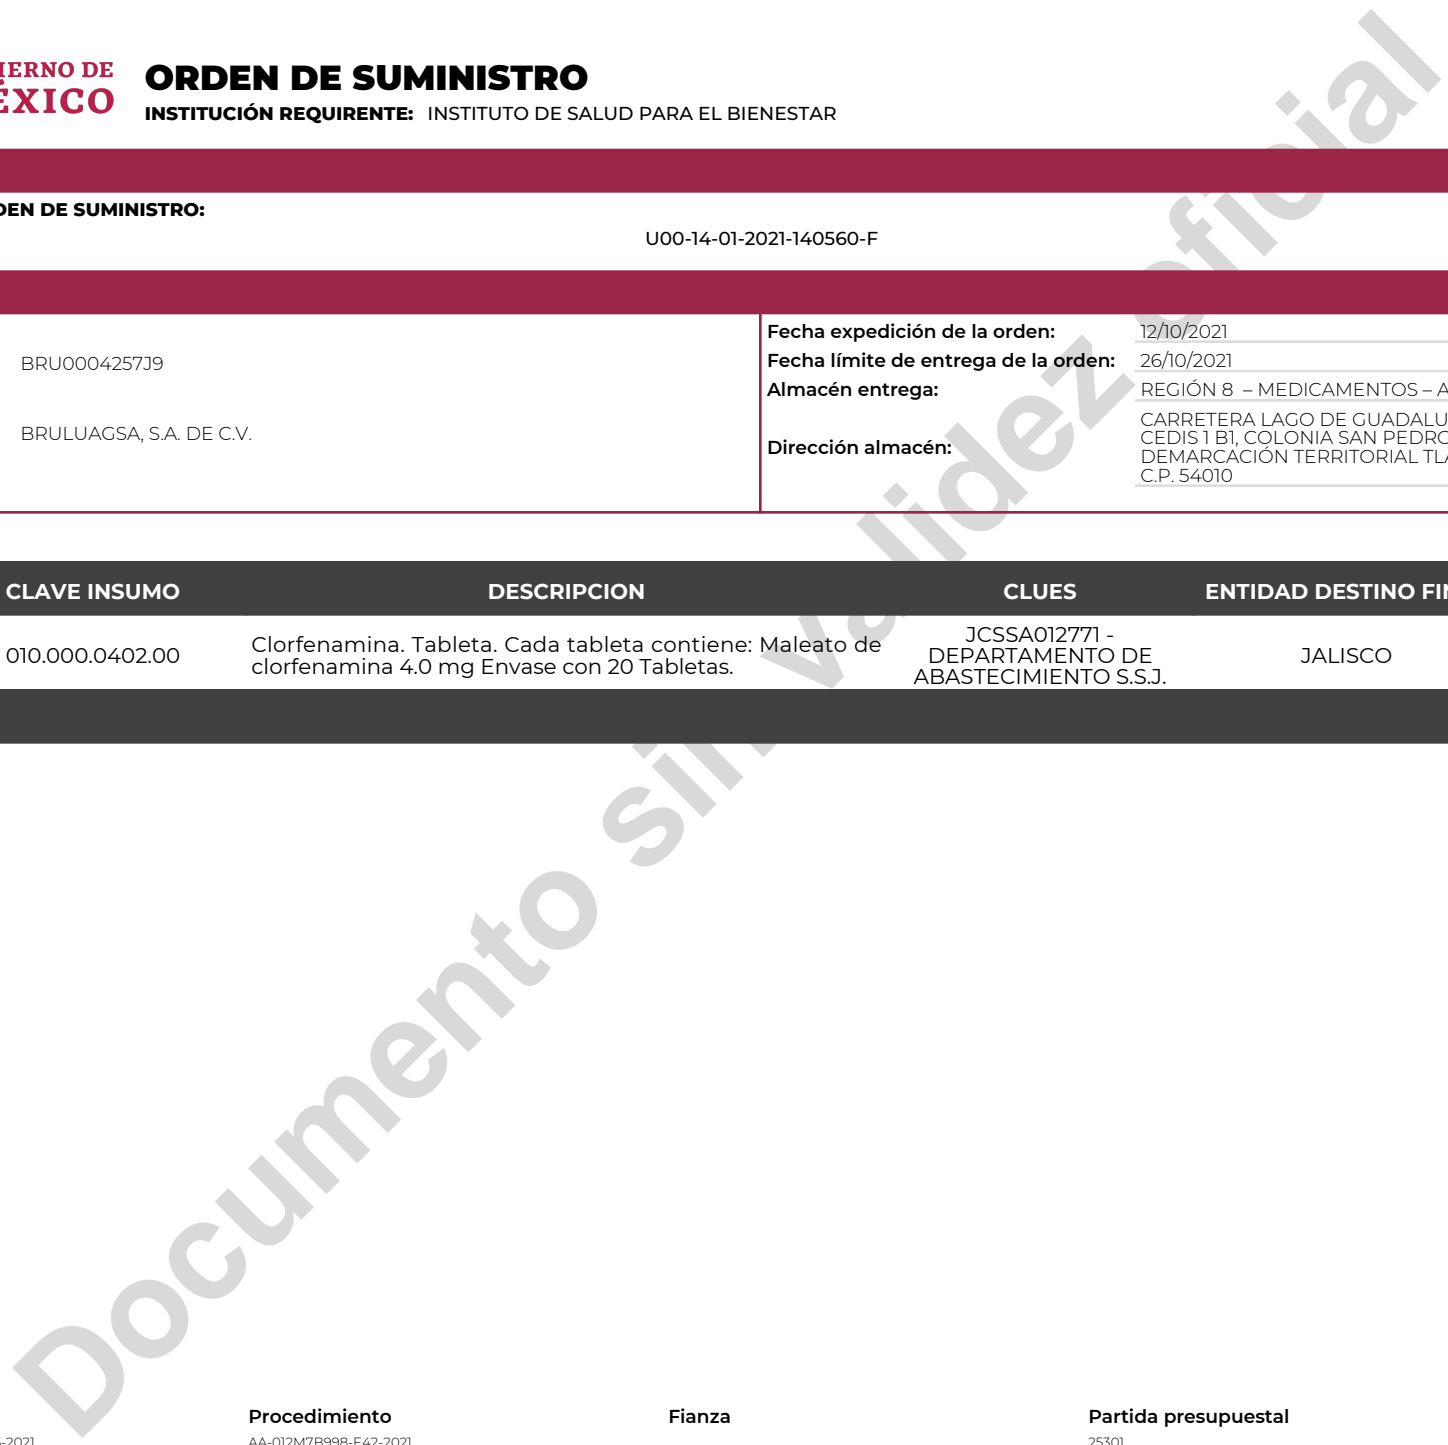 IERNO DE
ÉXICO
ORDEN DE SUMINISTRO
INSTITUCIÓN REQUIRENTE: INSTITUTO DE SALUD PARA EL BIENESTAR
DEN DE SUMINISTRO:
U00-14-01-2021-140560-F
BRU0004257J9
BRULUAGSA, S.A. DE C.V.
Fecha expedición de la orden: 12/10/2021
Fecha límite de entrega de la orden: 26/10/2021
Almacén entrega: REGIÓN 8 – MEDICAMENTOS – A
Dirección almacén:
CARRETERA LAGO DE GUADALU
CEDIS 1 B1, COLONIA SAN PEDRO
DEMARCACIÓN TERRITORIAL TLA
C.P. 54010
CLAVE INSUMO DESCRIPCION CLUES ENTIDAD DESTINO FIN
010.000.0402.00
Clorfenamina. Tableta. Cada tableta contiene: Maleato de
clorfenamina 4.0 mg Envase con 20 Tabletas.
JCSSA012771 -
DEPARTAMENTO DE
ABASTECIMIENTO S.S.J.
JALISCO
Documento sin validez oficial
Procedimiento Fianza Partida presupuestal
-2021 AA-012M7B998-E42-2021 25301